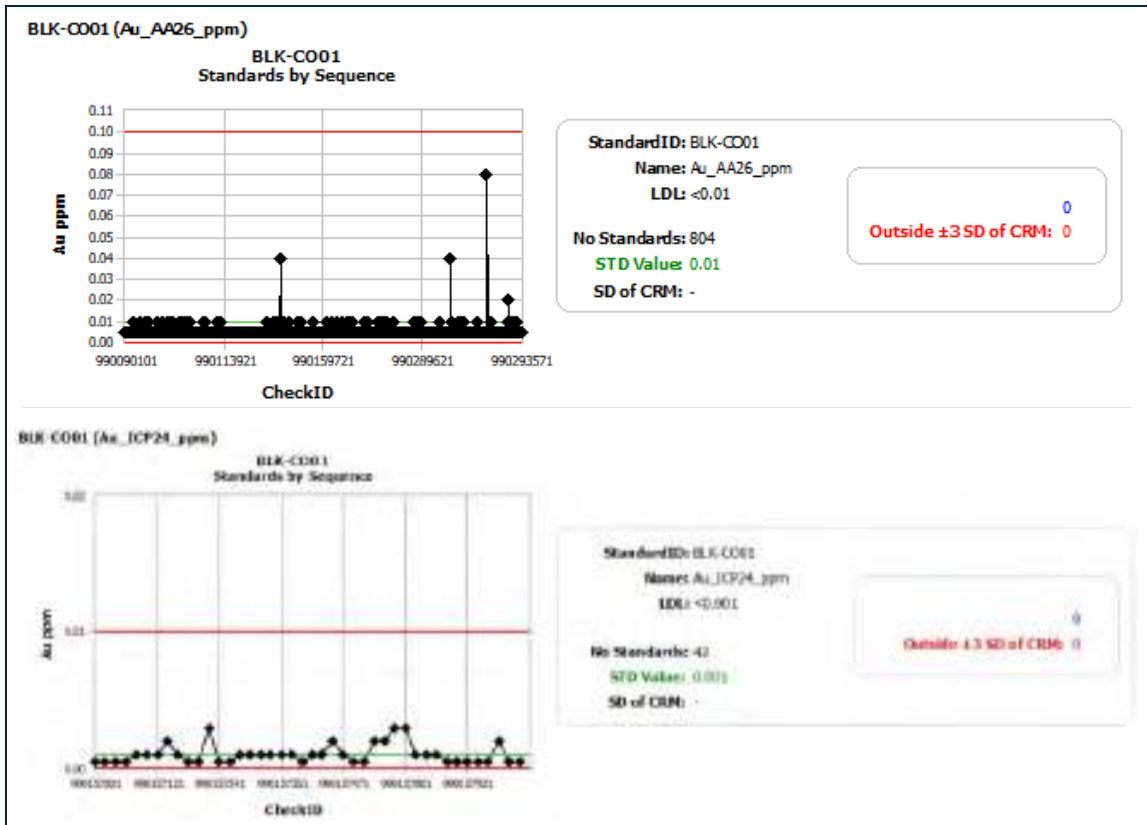 BLK-CO01 (Au_AA26_ppm)
BLK-CO01
Standards by Sequence
0.11
0.10
0.09
0.08
0.07
0.06
0.05
0.04
0.03
0.02
0.01
0.00
Au ppm
990090101 990113921 990159721 990289621 990293571
CheckID
StandardID: BLK-CO01
Name: Au_AA26_ppm
LDL: <0.01
No Standards: 804
STD Value: 0.01
SD of CRM: -
0
Outside ±3 SD of CRM: 0
BLK-CO01 (Au_ICP24_ppm)
BLK-CO01
Standards by Sequence
0.02
0.01
0.00
Au ppm
CheckID
StandardID: BLK-CO01
Name: Au_ICP24_ppm
LDL: <0.001
No Standards: 42
STD Value: 0.001
SD of CRM: -
0
Outside ±3 SD of CRM: 0